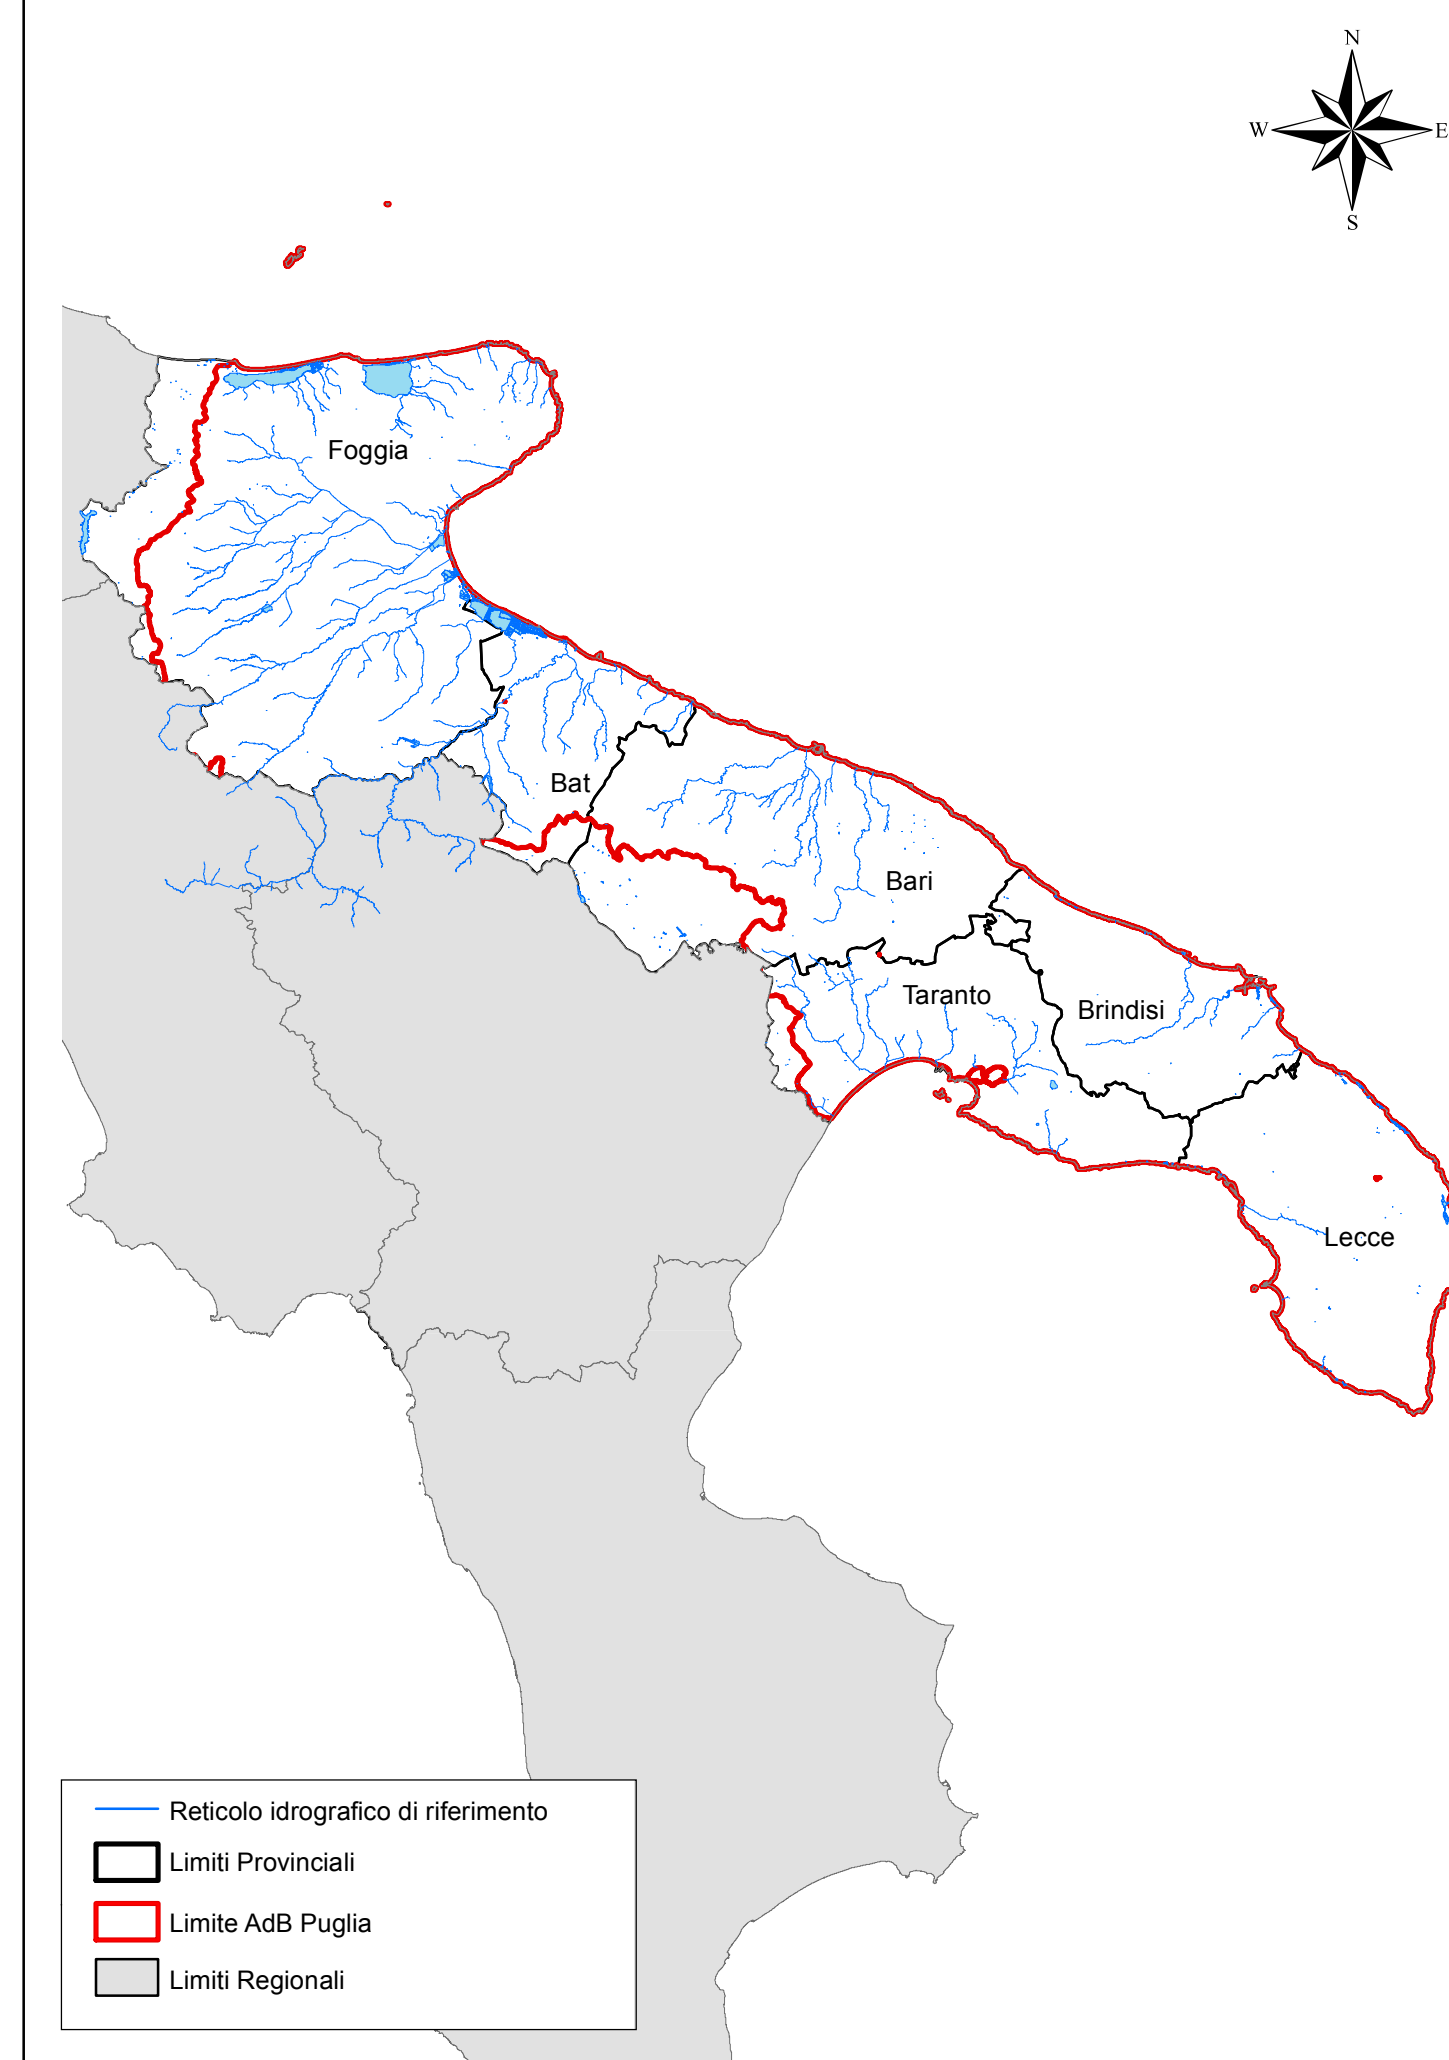 N
W
E
S
Foggia
Bat
Bari
Taranto
Brindisi
Lecce
Reticolo idrografico di riferimento
Limiti Provinciali
Limite AdB Puglia
Limiti Regionali